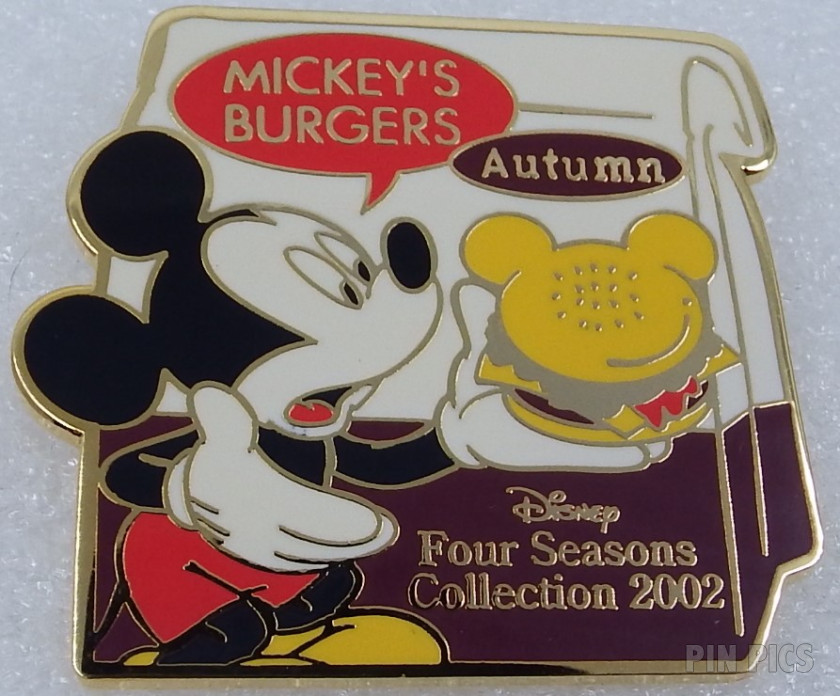 MICKEY'S
BURGERS
Autumn
Disney
Four Seasons
Collection 2002
PIN PICS